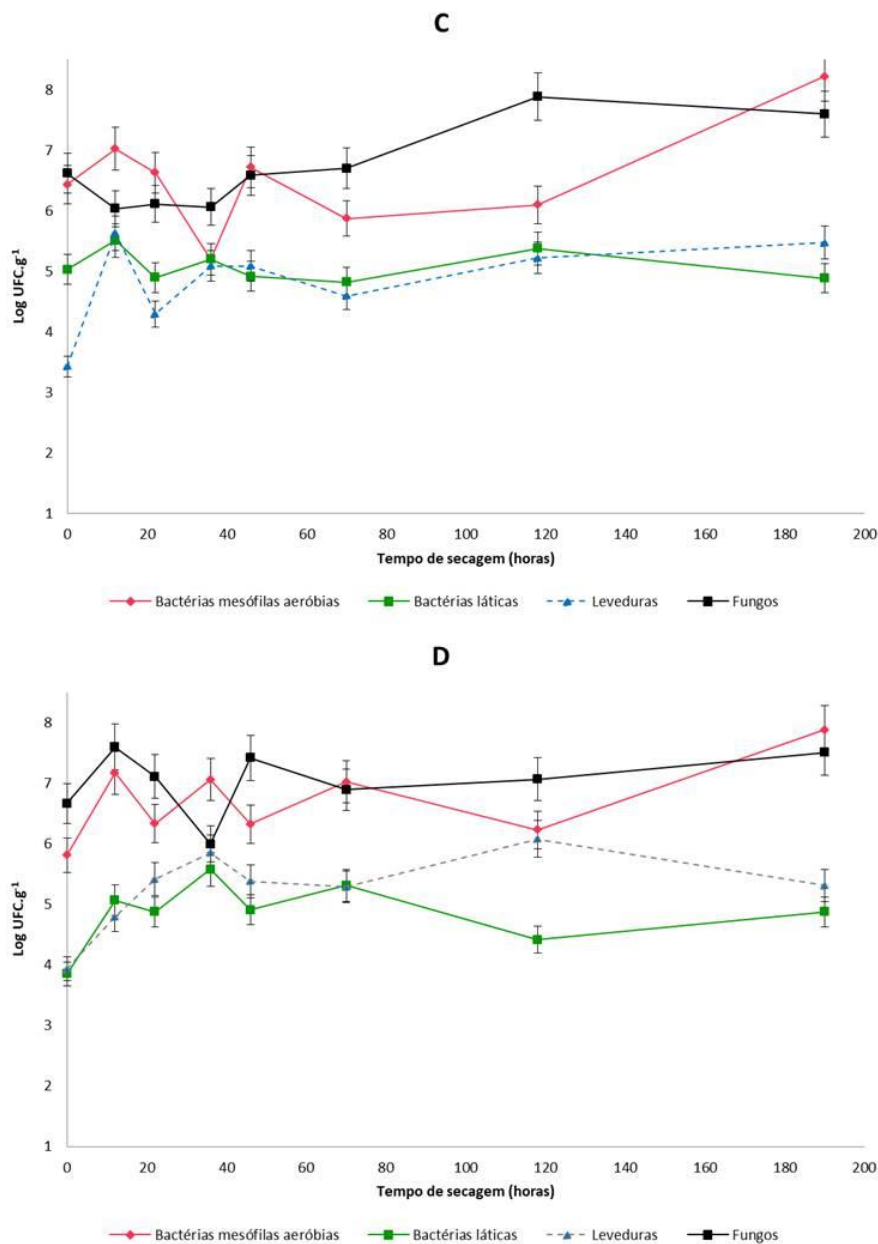 C
8
7
6
5
4
3
2
1
Log UFC.g⁻¹
0 20 40 60 80 100 120 140 160 180 200
Tempo de secagem (horas)
Bactérias mesófilas aeróbias Bactérias láticas Leveduras Fungos
D
8
7
6
5
4
3
2
1
Log UFC.g⁻¹
0 20 40 60 80 100 120 140 160 180 200
Tempo de secagem (horas)
Bactérias mesófilas aeróbias Bactérias láticas Leveduras Fungos